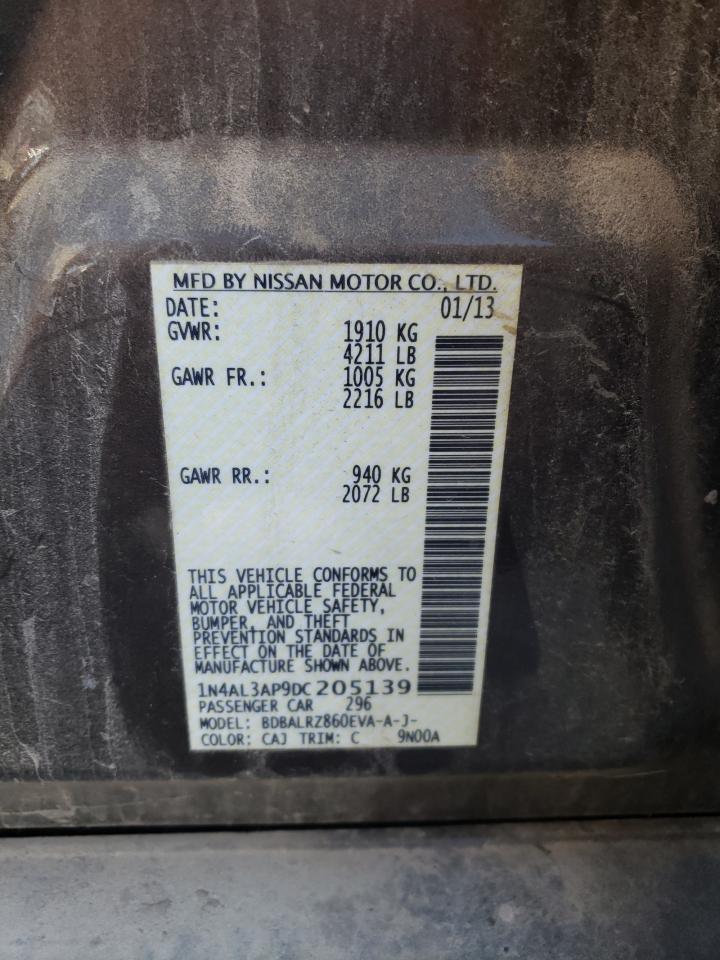 MFD BY NISSAN MOTOR CO., LTD.
DATE: 01/13
GVWR: 1910 KG
4211 LB
GAWR FR.: 1005 KG
2216 LB
GAWR RR.: 940 KG
2072 LB
THIS VEHICLE CONFORMS TO
ALL APPLICABLE FEDERAL
MOTOR VEHICLE SAFETY,
BUMPER, AND THEFT
PREVENTION STANDARDS IN
EFFECT ON THE DATE OF
MANUFACTURE SHOWN ABOVE.
1N4AL3AP9DC205139
PASSENGER CAR 296
MODEL: BDBALRZ860EVA-A-J-
COLOR: CAJ TRIM: C 9N00A